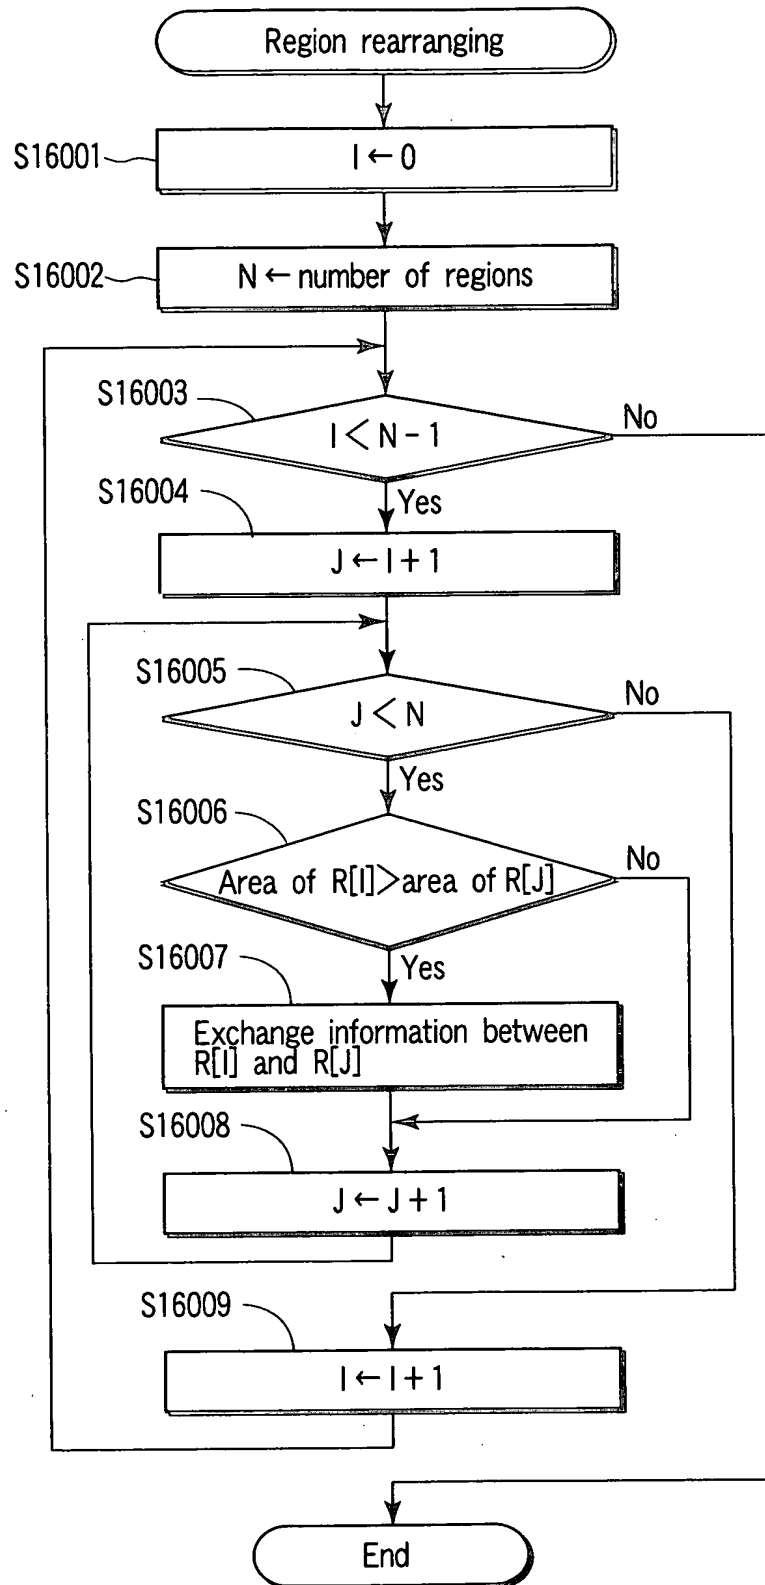 Region rearranging
S16001
I ← 0
S16002
N ← number of regions
S16003
I < N - 1
No
S16004
Yes
J ← I + 1
S16005
J < N
No
Yes
S16006
Area of R[I]>area of R[J]
No
S16007
Yes
Exchange information between
R[I] and R[J]
S16008
J ← J + 1
S16009
I ← I + 1
End